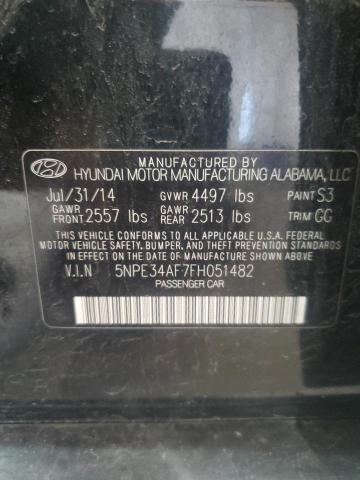 MANUFACTURED BY
HYUNDAI MOTOR MANUFACTURING ALABAMA, LLC
Jul/31/14 GVWR 4497 lbs PAINT S3
GAWR FRONT 2557 lbs GAWR REAR 2513 lbs TRIM GG
THIS VEHICLE CONFORMS TO ALL APPLICABLE U.S.A FEDERAL
MOTOR VEHICLE SAFETY, BUMPER, AND THEFT PREVENTION STANDARDS
IN EFFECT ON THE DATE OF MANUFACTURE SHOWN ABOVE.
V.I.N 5NPE34AF7FH051482
PASSENGER CAR